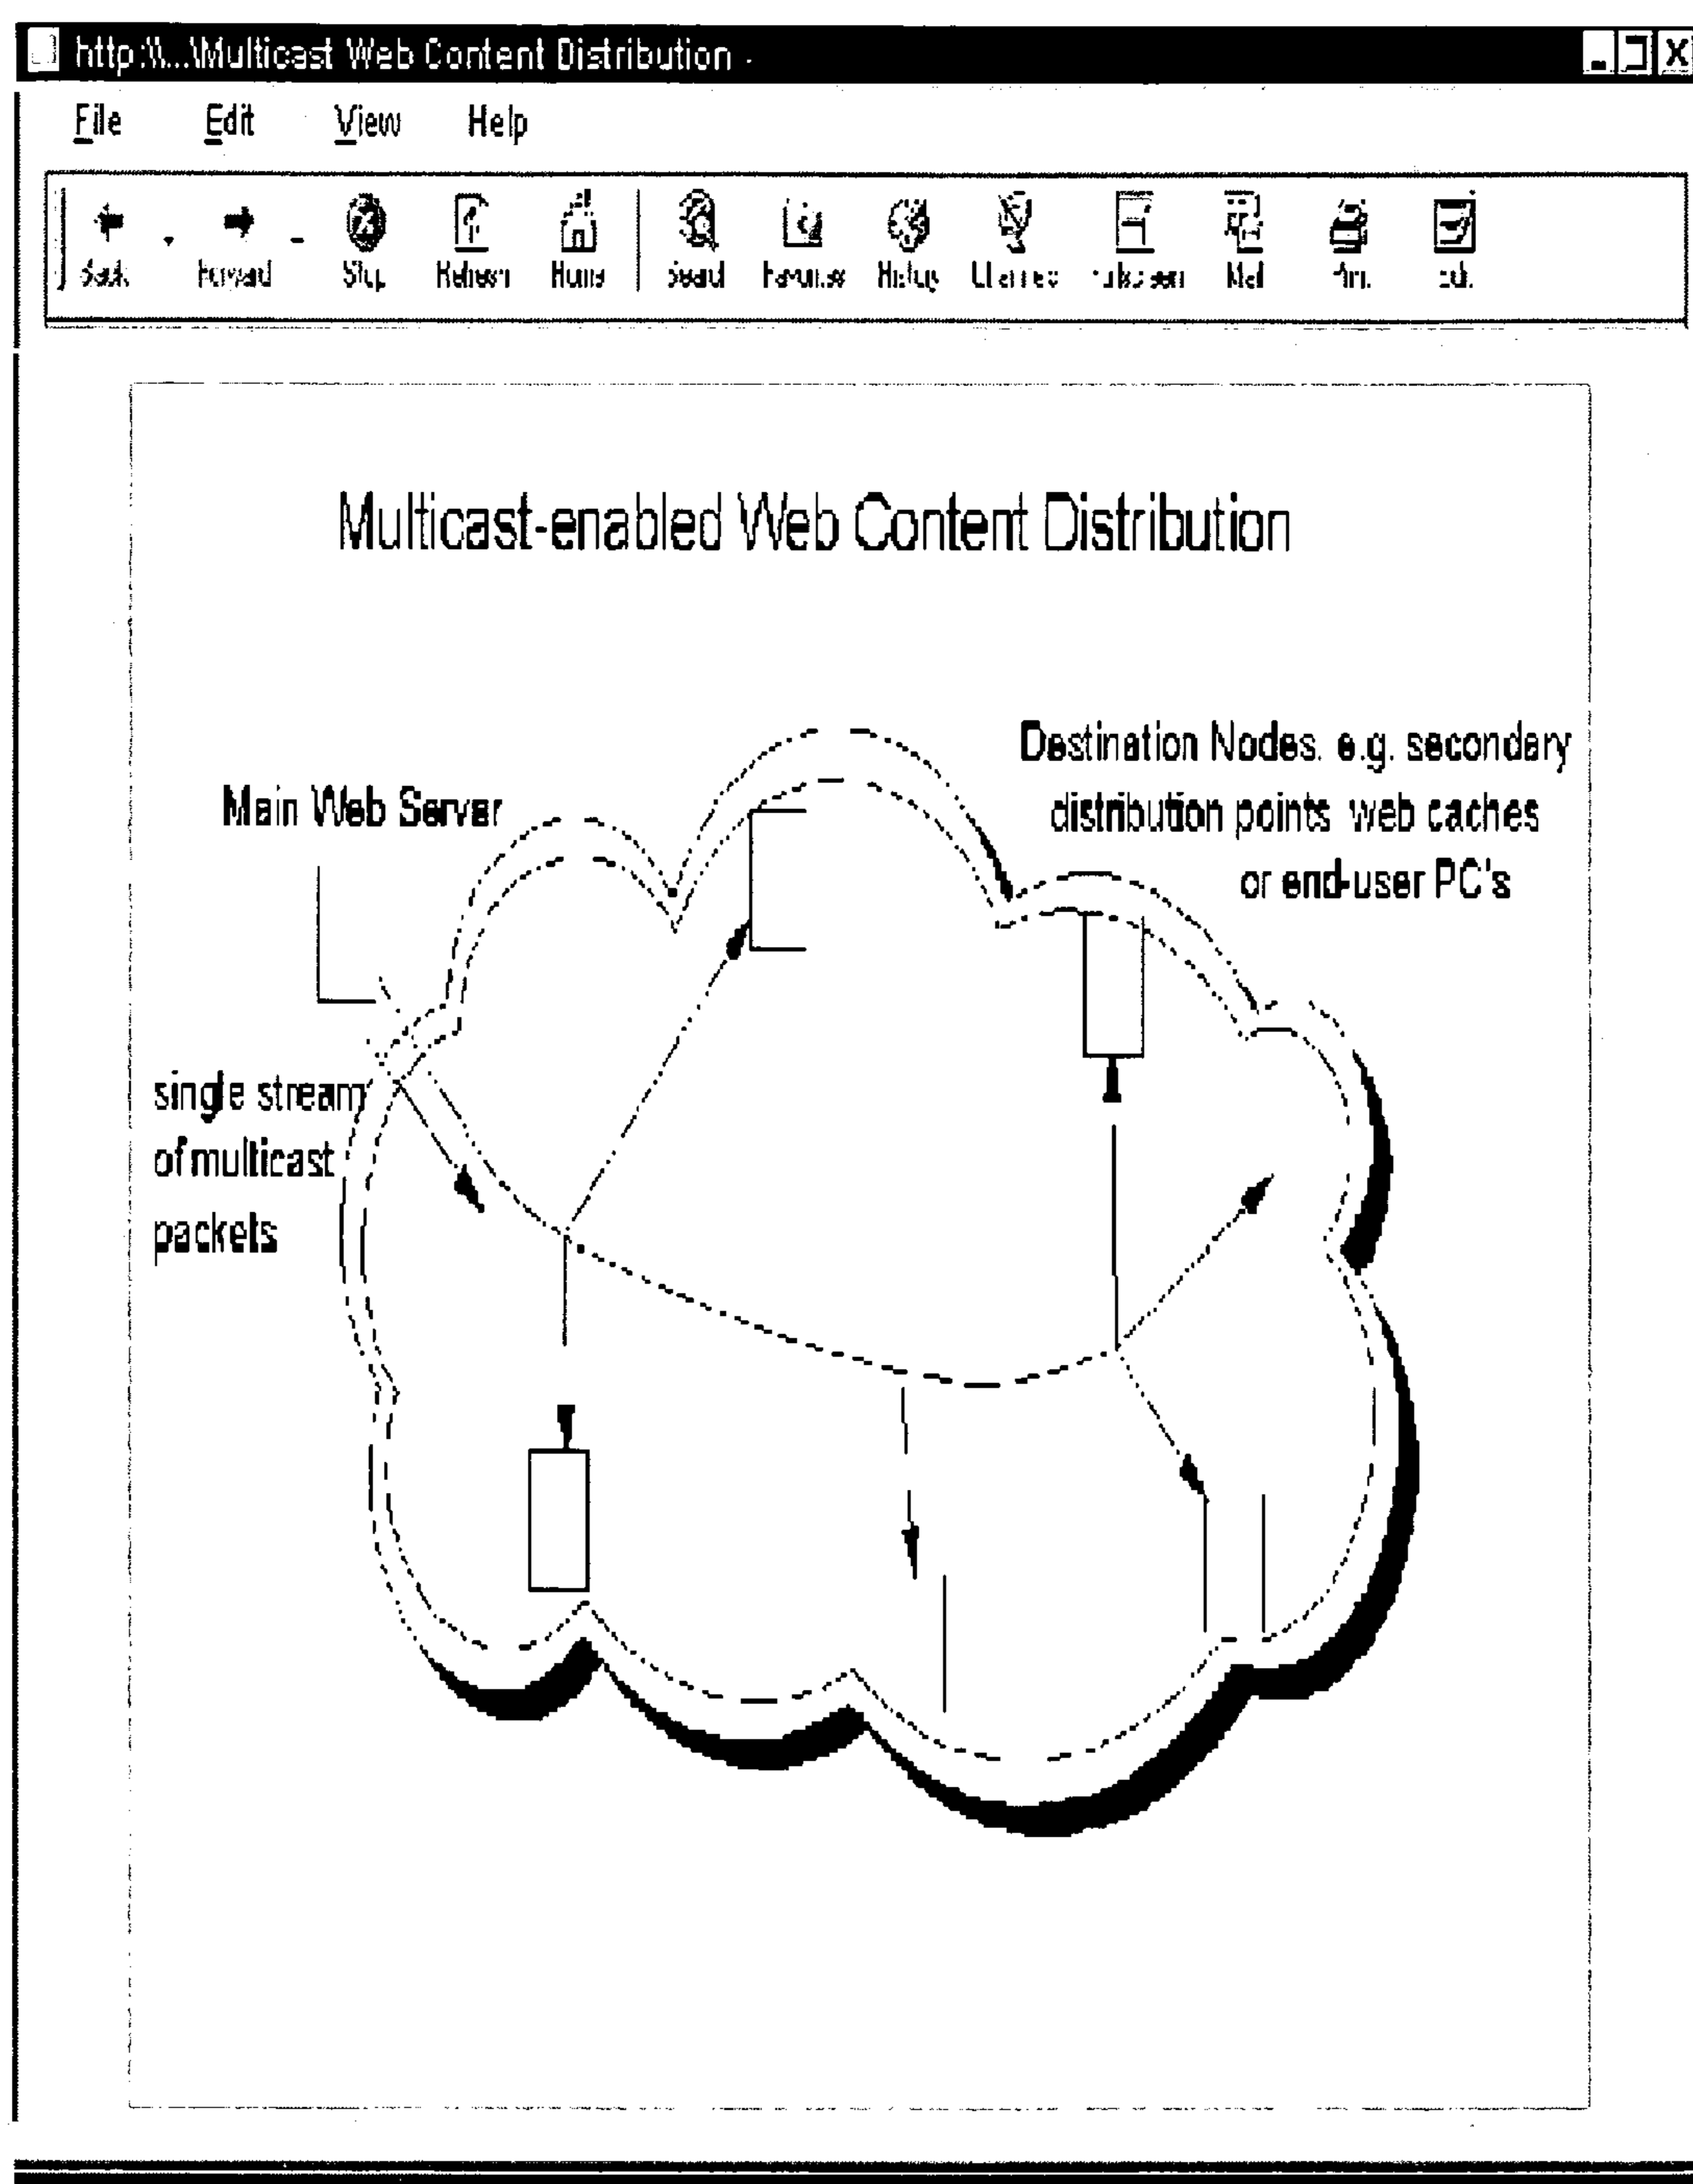 http:\\...\Multicast Web Content Distribution -
File Edit View Help
Back Forward Stop Refresh Home Search Favorites History Mail
Multicast-enabled Web Content Distribution
Destination Nodes. e.g. secondary
distribution points web caches
or end-user PC's
Main Web Server
single stream
of multicast
packets